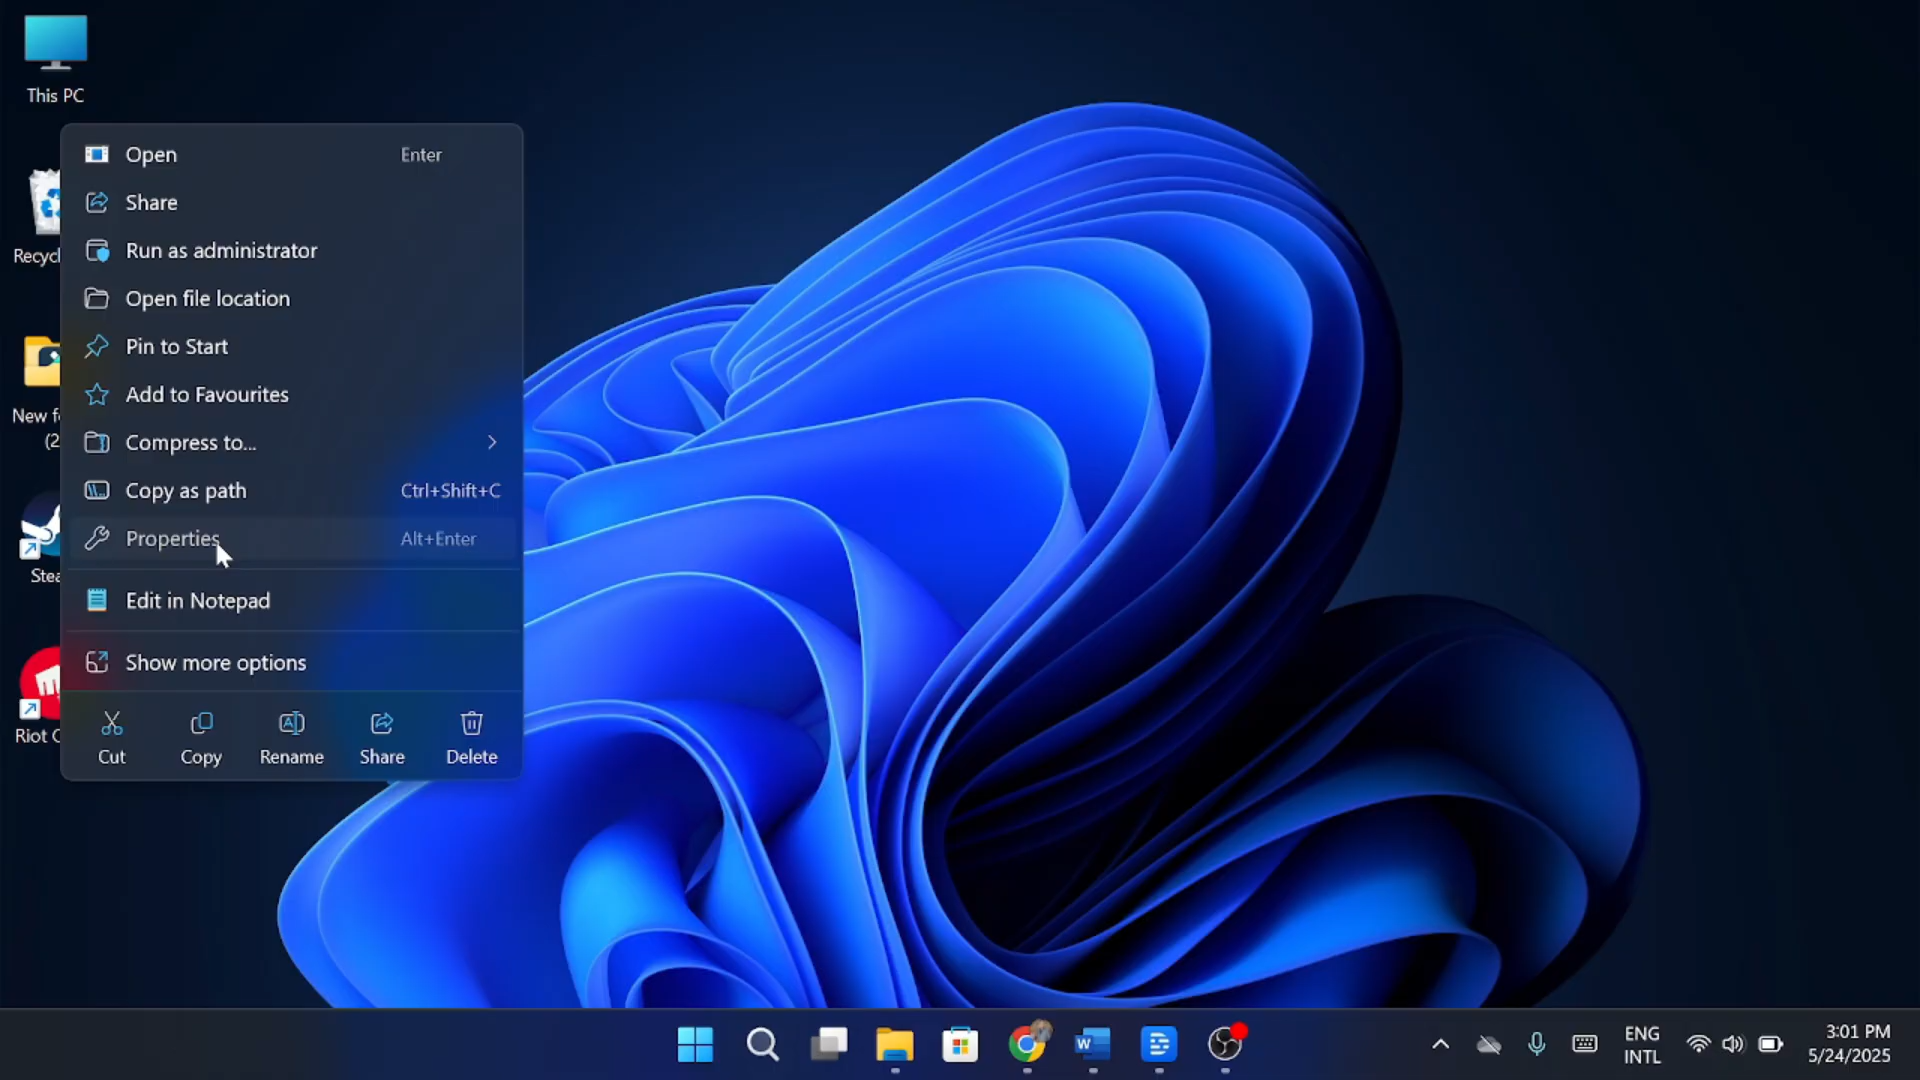 This PC
Open Enter
Share
Recycl
Run as administrator
Open file location
Pin to Start
Add to Favourites
New f
(2
Compress to...
Copy as path Ctrl+Shift+C
Properties Alt+Enter
Stea
Edit in Notepad
Show more options
Riot C
Cut Copy Rename Share Delete
ENG
INTL
3:01 PM
5/24/2025